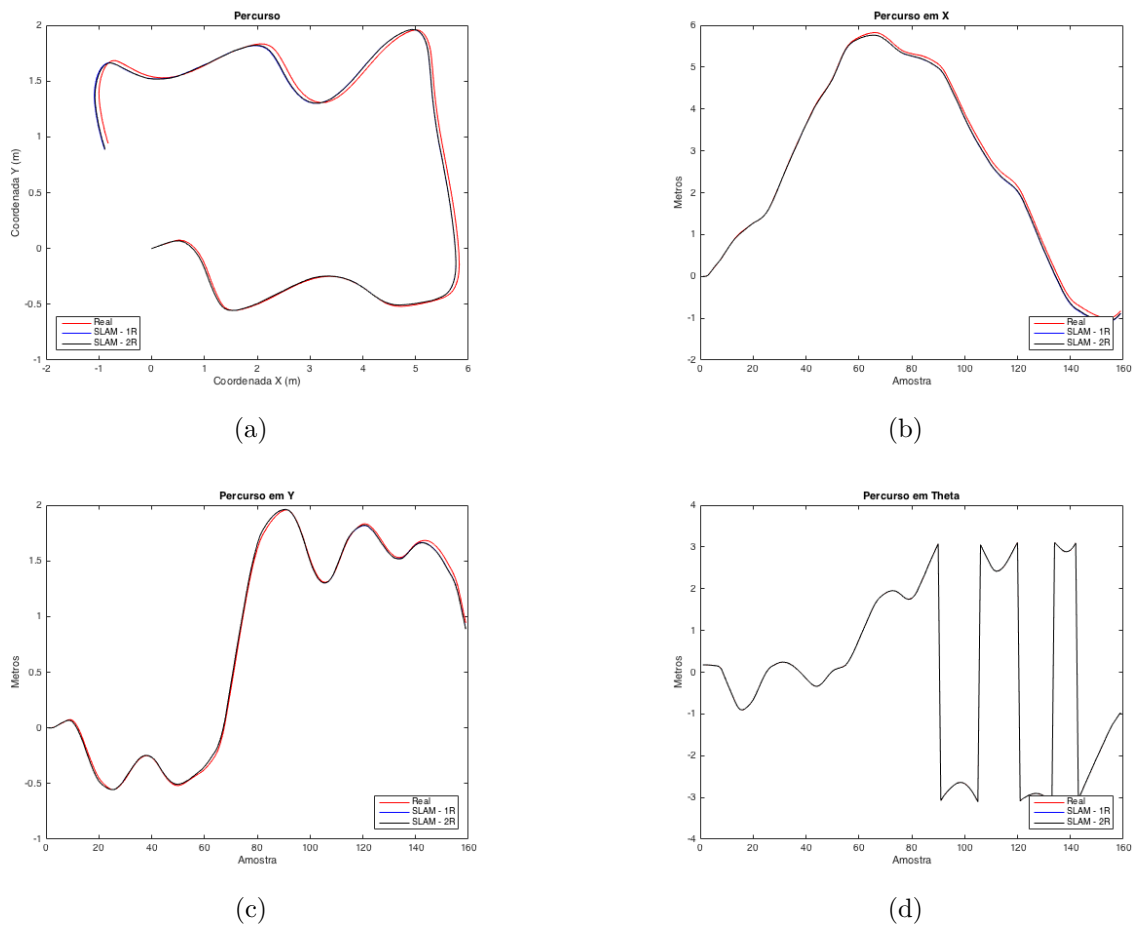 Percurso
2
1.5
1
0.5
0
-0.5
-1
Coordenada Y (m)
Real
SLAM - 1R
SLAM - 2R
-2 -1 0 1 2 3 4 5 6
Coordenada X (m)
(a)
Percurso em X
6
5
4
3
2
1
0
-1
-2
Metros
Real
SLAM - 1R
SLAM - 2R
0 20 40 60 80 100 120 140 160
Amostra
(b)
Percurso em Y
2
1.5
1
0.5
0
-0.5
-1
Metros
Real
SLAM - 1R
SLAM - 2R
0 20 40 60 80 100 120 140 160
Amostra
(c)
Percurso em Theta
4
3
2
1
0
-1
-2
-3
-4
Metros
Real
SLAM - 1R
SLAM - 2R
0 20 40 60 80 100 120 140 160
Amostra
(d)